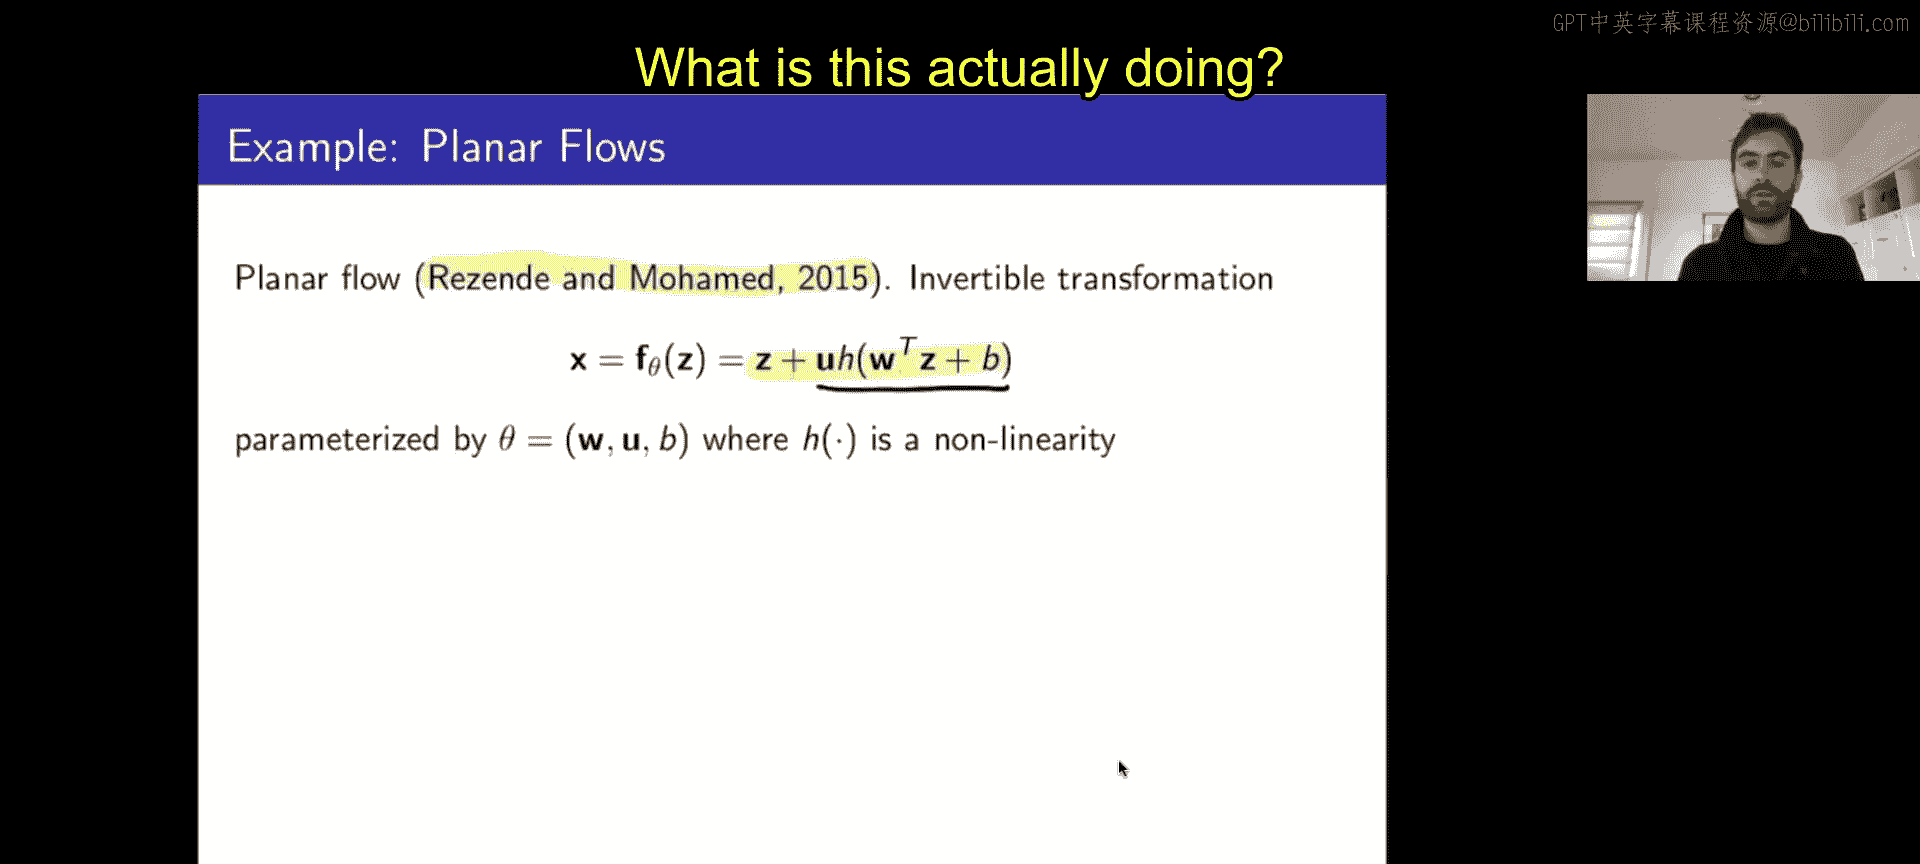 GPT中英字幕课程资源@bilibili.com
What is this actually doing?
Example: Planar Flows
Planar flow (Rezende and Mohamed, 2015). Invertible transformation
x = f_θ(z) = z + uh(w^T z + b)
parameterized by θ = (w, u, b) where h(·) is a non-linearity